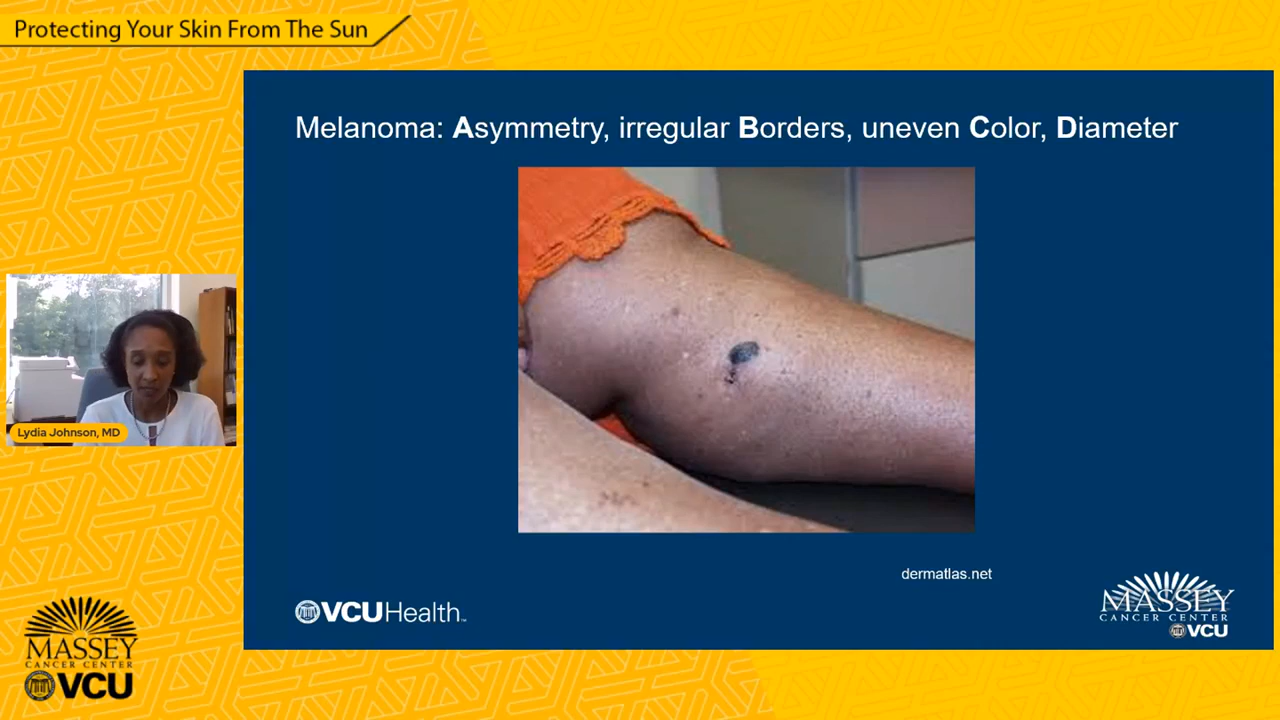 Protecting Your Skin From The Sun
Melanoma: Asymmetry, irregular Borders, uneven Color, Diameter
Lydia Johnson, MD
dermatlas.net
VCUHealth™
MASSEY
CANCER CENTER
VCU
MASSEY
CANCER CENTER
VCU